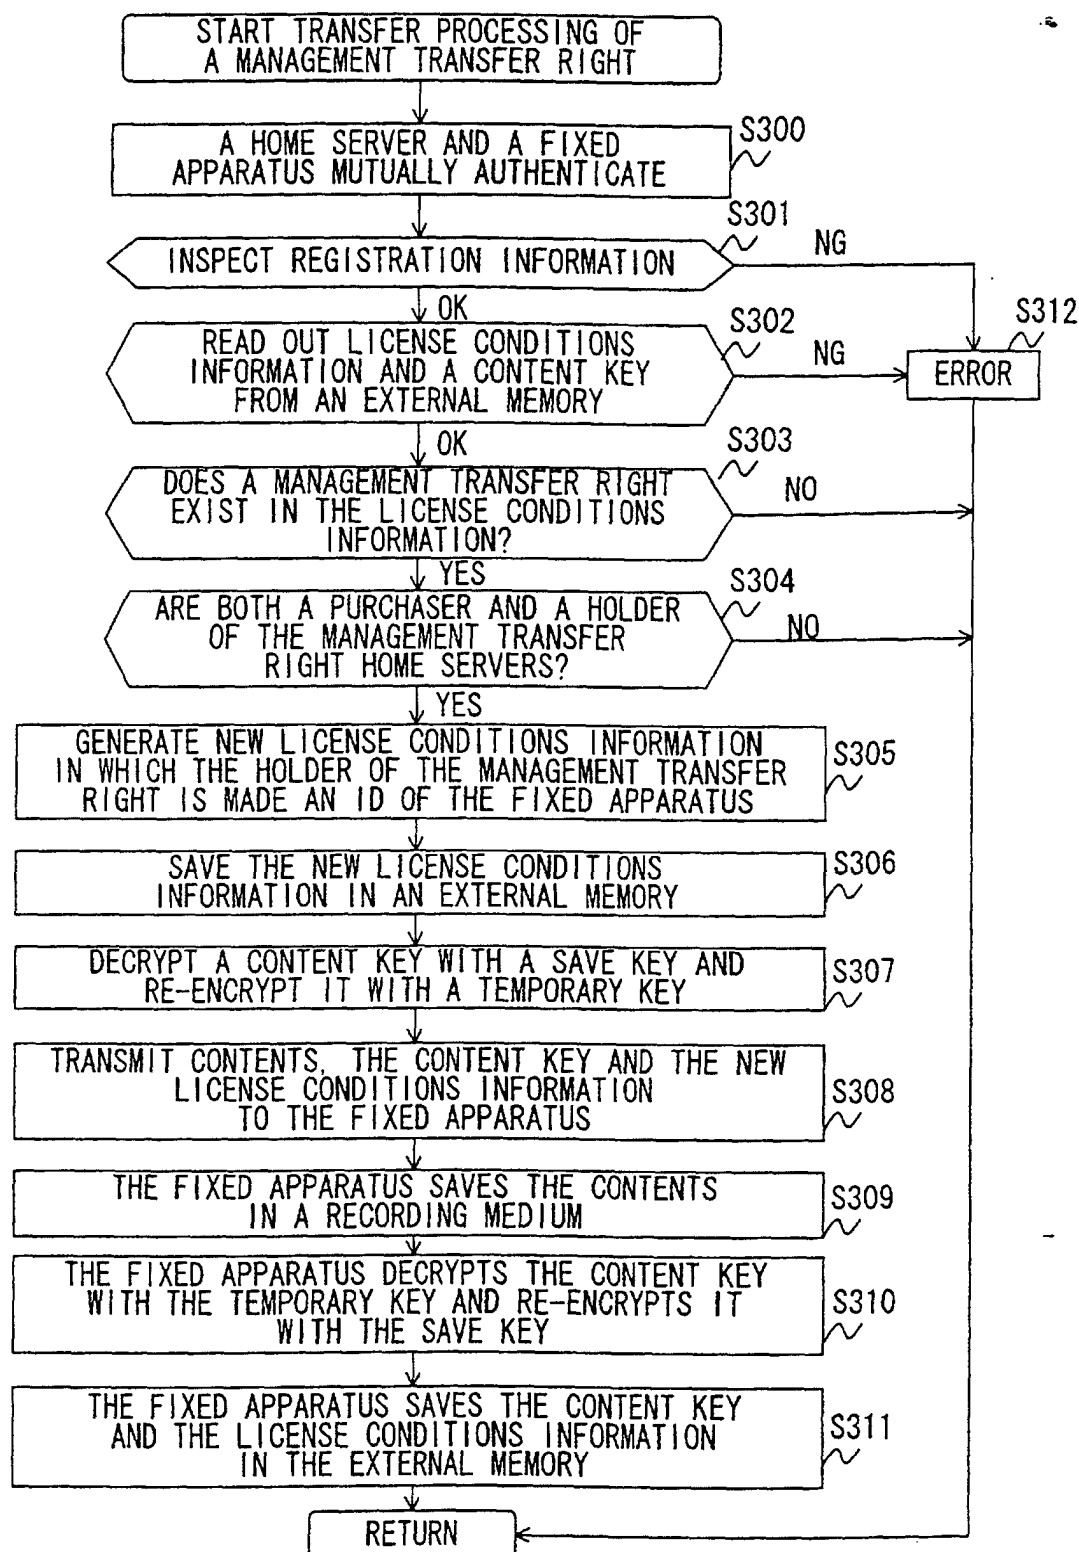 START TRANSFER PROCESSING OF
A MANAGEMENT TRANSFER RIGHT
A HOME SERVER AND A FIXED
APPARATUS MUTUALLY AUTHENTICATE
S300
INSPECT REGISTRATION INFORMATION
S301
NG
OK
READ OUT LICENSE CONDITIONS
INFORMATION AND A CONTENT KEY
FROM AN EXTERNAL MEMORY
S302
NG
S312
ERROR
OK
DOES A MANAGEMENT TRANSFER RIGHT
EXIST IN THE LICENSE CONDITIONS
INFORMATION?
S303
NO
YES
ARE BOTH A PURCHASER AND A HOLDER
OF THE MANAGEMENT TRANSFER
RIGHT HOME SERVERS?
S304
NO
YES
GENERATE NEW LICENSE CONDITIONS INFORMATION
IN WHICH THE HOLDER OF THE MANAGEMENT TRANSFER
RIGHT IS MADE AN ID OF THE FIXED APPARATUS
S305
SAVE THE NEW LICENSE CONDITIONS
INFORMATION IN AN EXTERNAL MEMORY
S306
DECRYPT A CONTENT KEY WITH A SAVE KEY AND
RE-ENCRYPT IT WITH A TEMPORARY KEY
S307
TRANSMIT CONTENTS, THE CONTENT KEY AND THE NEW
LICENSE CONDITIONS INFORMATION
TO THE FIXED APPARATUS
S308
THE FIXED APPARATUS SAVES THE CONTENTS
IN A RECORDING MEDIUM
S309
THE FIXED APPARATUS DECRYPTS THE CONTENT KEY
WITH THE TEMPORARY KEY AND RE-ENCRYPTS IT
WITH THE SAVE KEY
S310
THE FIXED APPARATUS SAVES THE CONTENT KEY
AND THE LICENSE CONDITIONS INFORMATION
IN THE EXTERNAL MEMORY
S311
RETURN